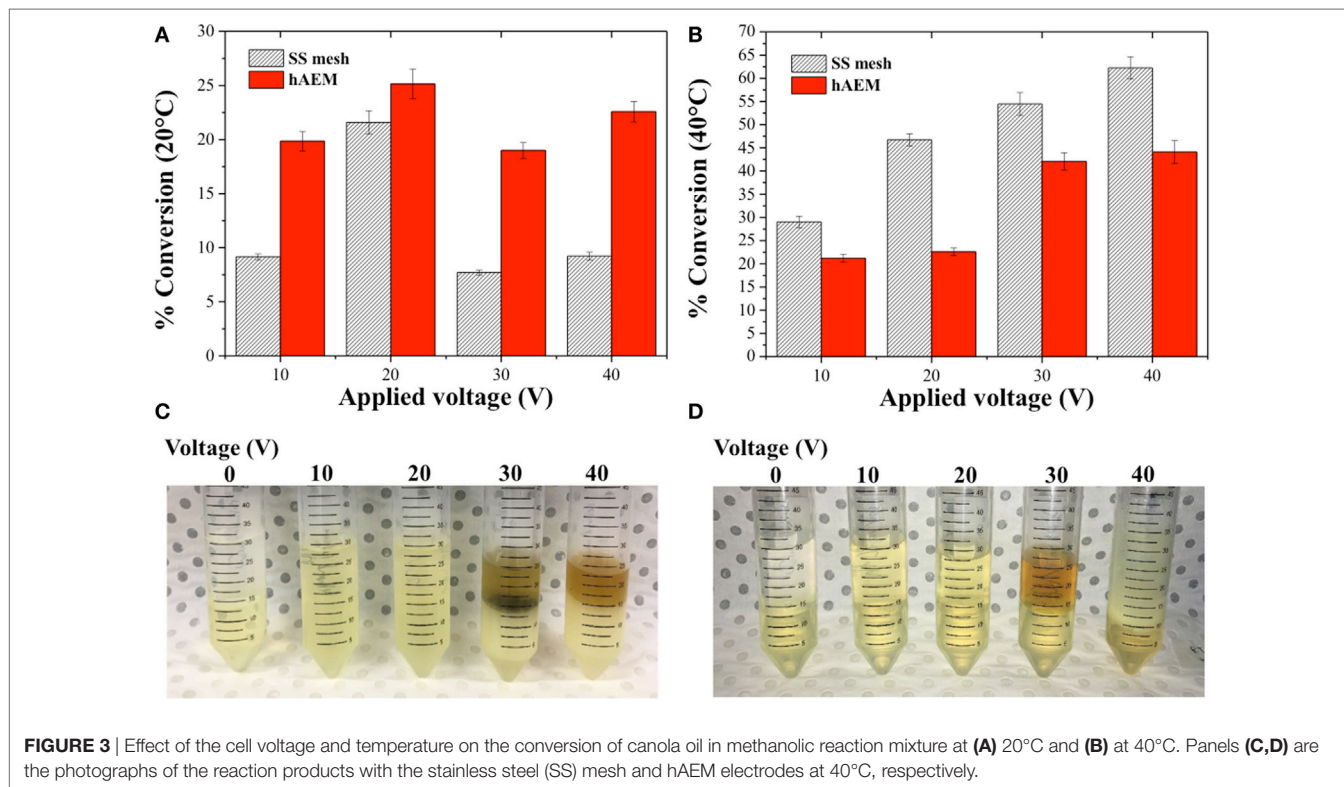 A
30
25
20
15
10
5
0
% Conversion (20°C)
SS mesh
hAEM
10 20 30 40
Applied voltage (V)
B
70
65
60
55
50
45
40
35
30
25
20
15
10
5
0
% Conversion (40°C)
SS mesh
hAEM
10 20 30 40
Applied voltage (V)
C
Voltage (V)
0 10 20 30 40
D
Voltage (V)
0 10 20 30 40
FIGURE 3 | Effect of the cell voltage and temperature on the conversion of canola oil in methanolic reaction mixture at (A) 20°C and (B) at 40°C. Panels (C,D) are
the photographs of the reaction products with the stainless steel (SS) mesh and hAEM electrodes at 40°C, respectively.